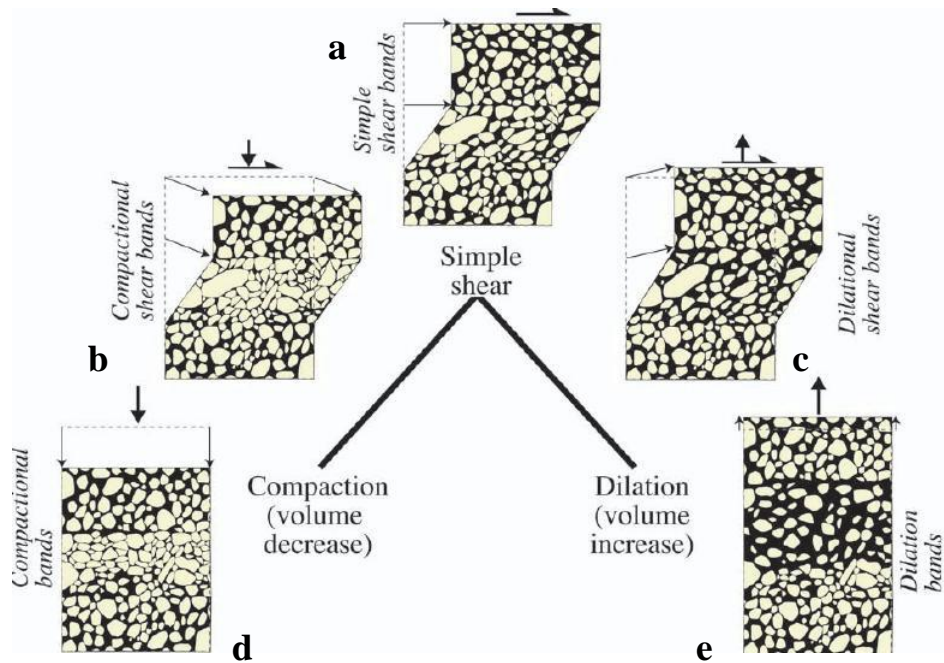 a
Simple
shear bands
Simple
shear
b
Compactional
shear bands
c
Dilational
shear bands
Compaction
(volume
decrease)
Dilation
(volume
increase)
d
Compactional
bands
e
Dilation
bands